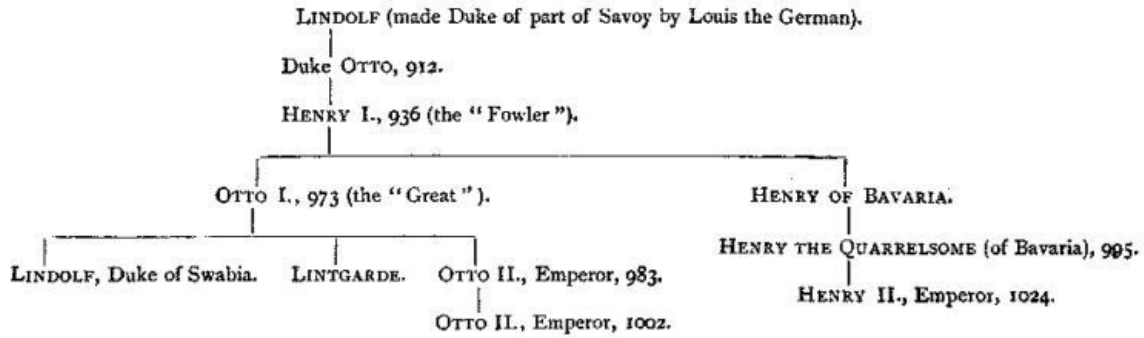 LINDOLF (made Duke of part of Savoy by Louis the German).
Duke OTTO, 912.
HENRY I., 936 (the “ Fowler ”).
OTTO I., 973 (the “ Great ” ). HENRY OF BAVARIA.
HENRY THE QUARRELSOME (of Bavaria), 995.
LINDOLF, Duke of Swabia. LINTGARDE. OTTO II., Emperor, 983.
HENRY II., Emperor, 1024.
OTTO II., Emperor, 1002.